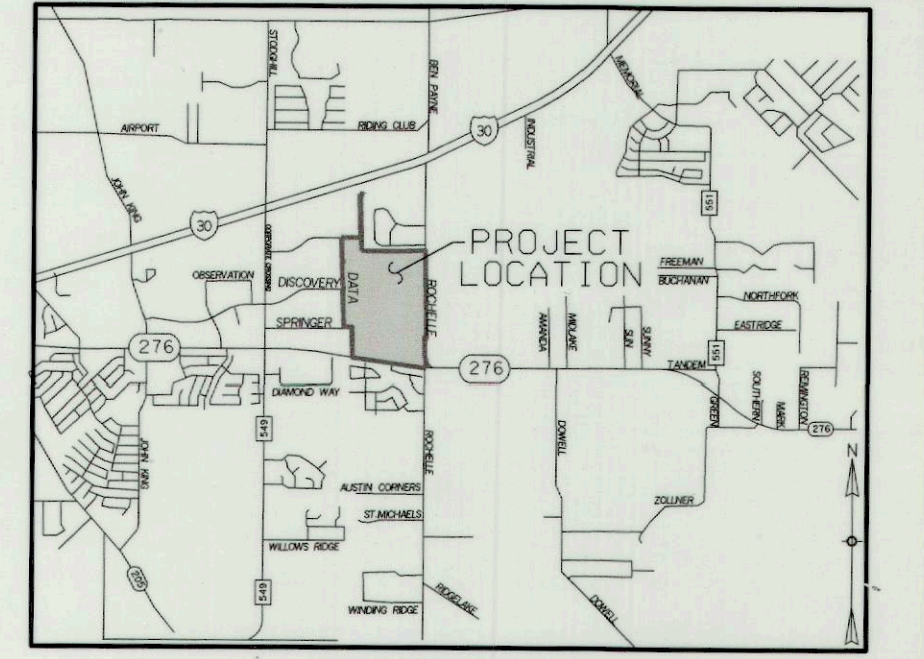 STODGHILL
BEN PAYNE
MEMORIAL
AIRPORT
RIDING CLUB
30
INDUSTRIAL
JOHN KING
551
30
CORPORATE CROSSING
PROJECT
LOCATION
OBSERVATION
DISCOVERY
DATA
ROCHELLE
FREEMAN
BUCHANAN
NORTHFORK
SPRINGER
AMANDA
MIDLAKE
SUN
SUNNY
EASTRIDGE
276
276
TANDEM
551
DIAMOND WAY
GREEN
SOUTHERN
MARK
REMINGTON
549
276
JOHN KING
ROCHELLE
DOWELL
N
AUSTIN CORNERS
ZOLLNER
ST.MICHAELS
WILLOWS RIDGE
205
549
WINDING RIDGE
RIDGELAKE
DOWELL